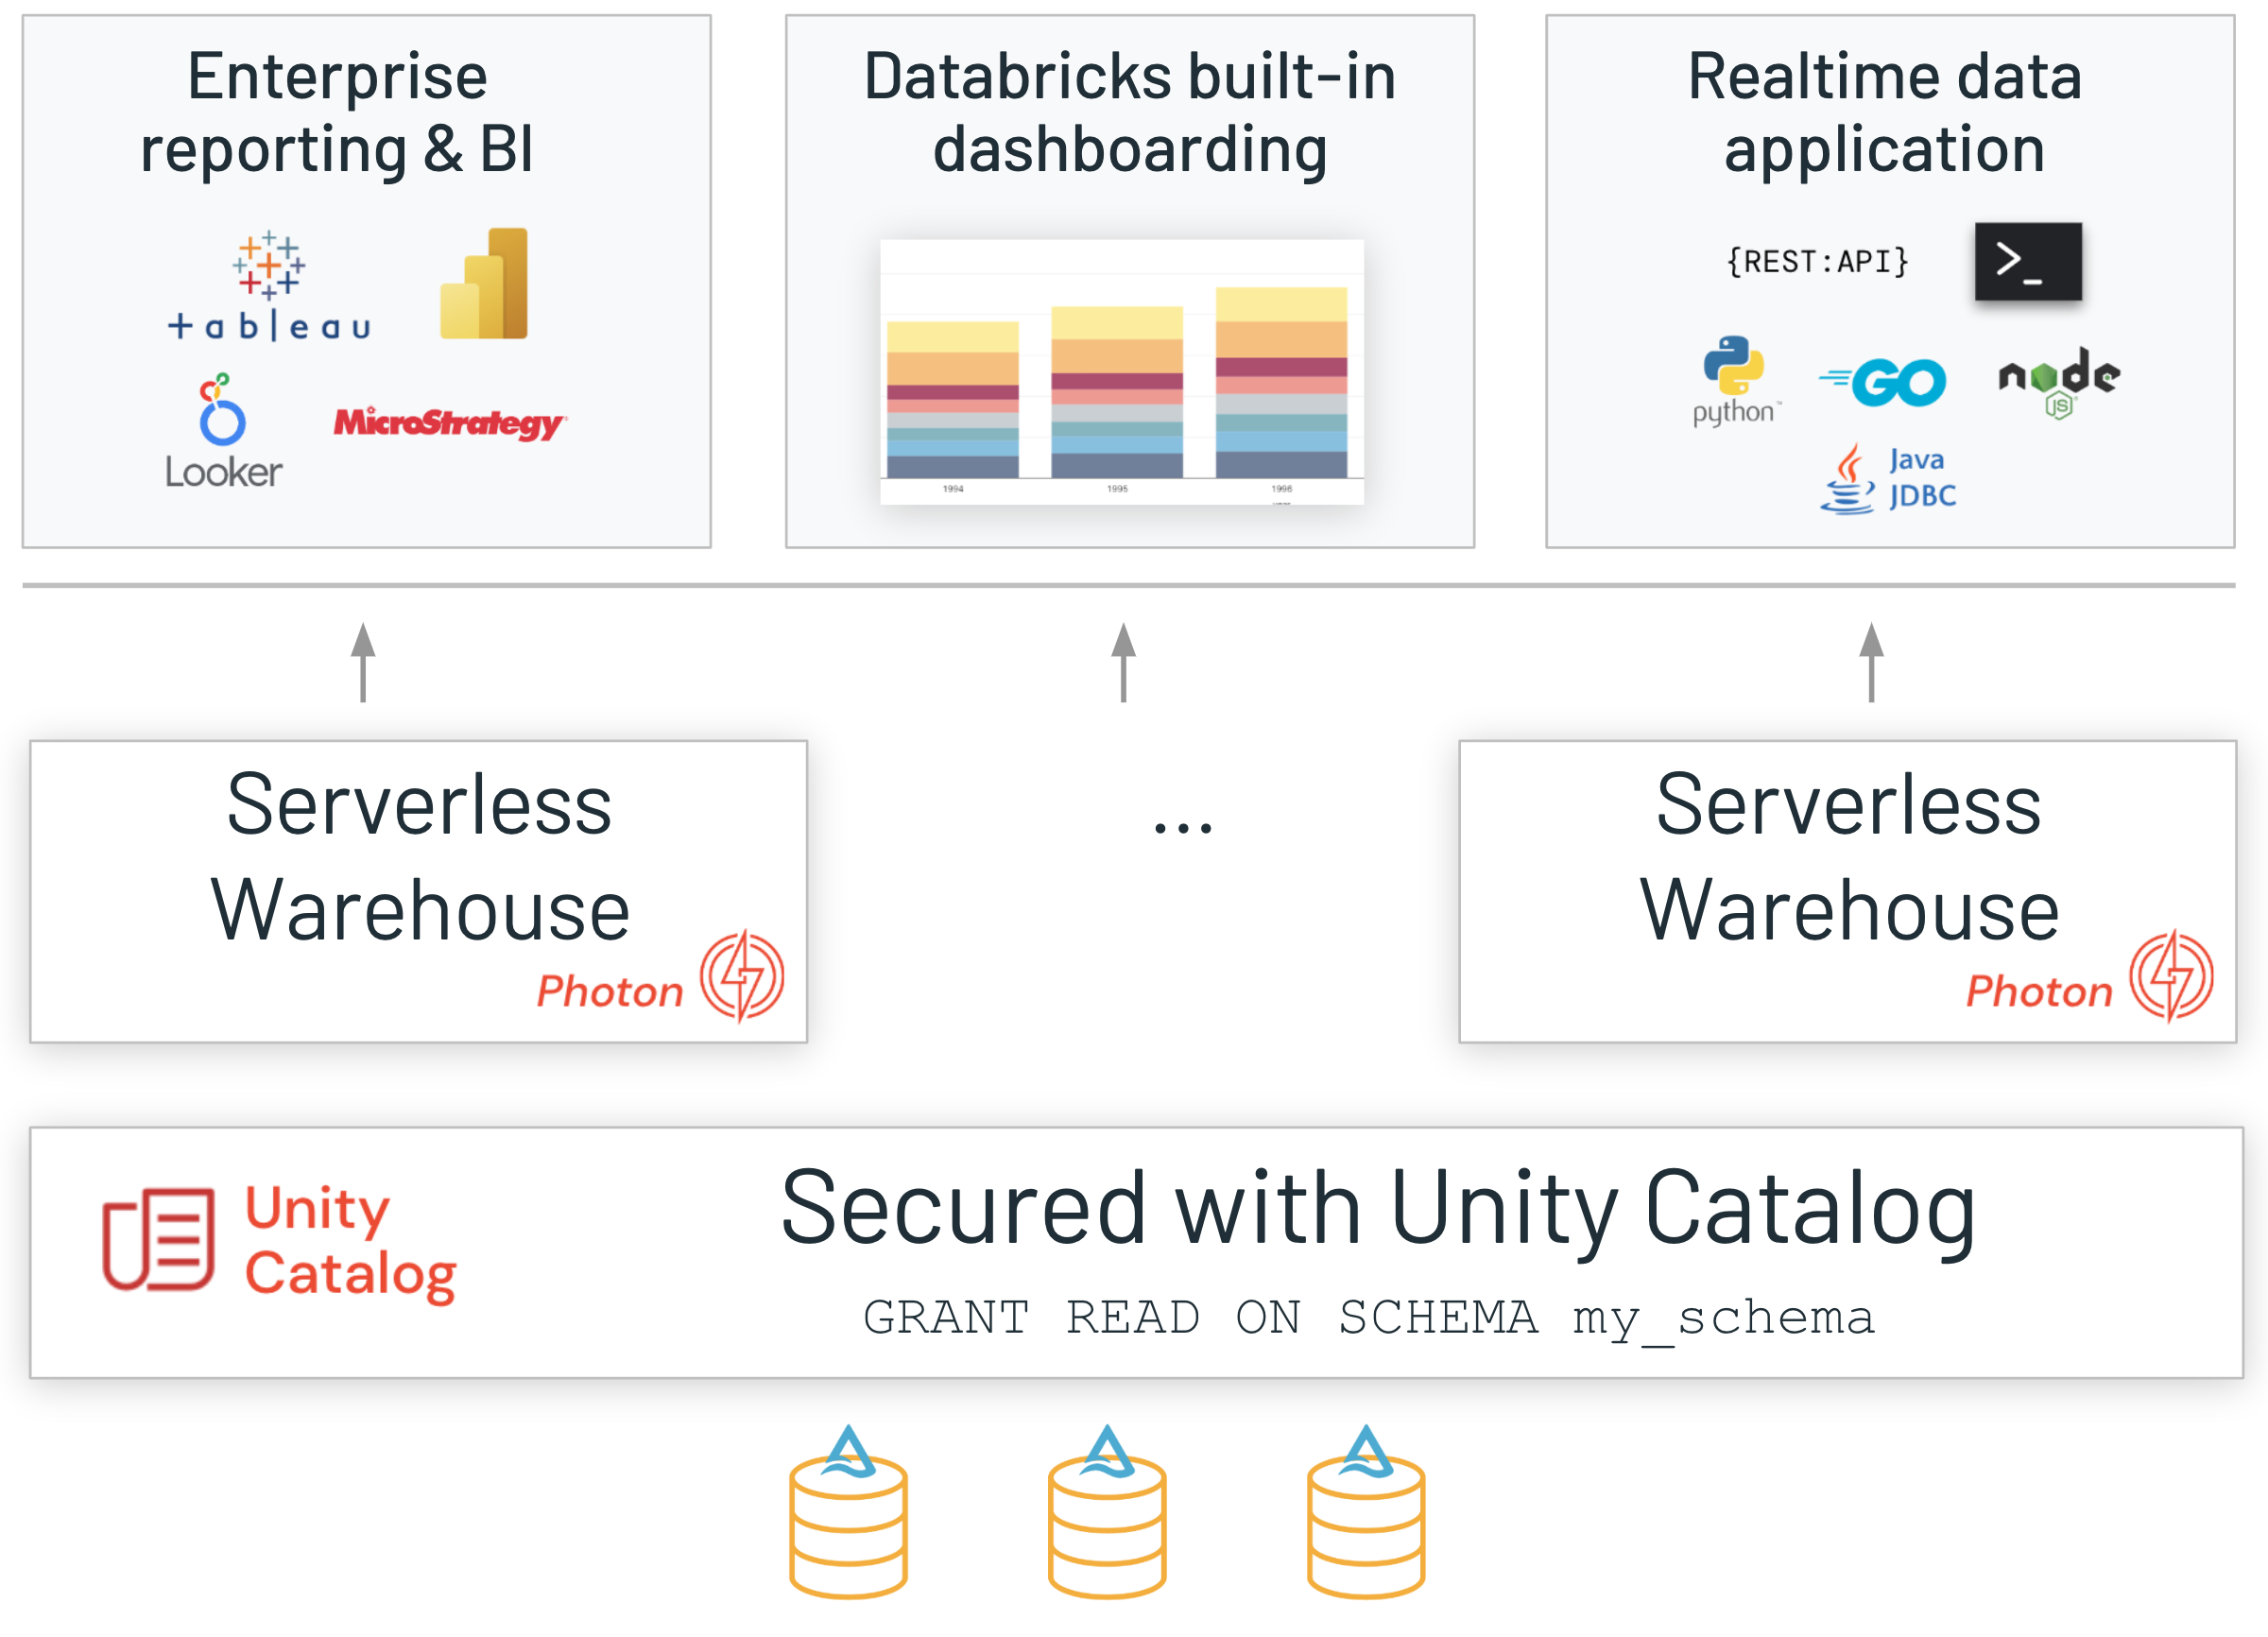 Enterprise
reporting & BI
Databricks built-in
dashboarding
Realtime data
application
+ableau
Looker
MicroStrategy
1994
1995
1996
{REST:API}
>_
python™
GO
node
JS
Java
JDBC
Serverless
Warehouse
Photon
...
Serverless
Warehouse
Photon
Unity
Catalog
Secured with Unity Catalog
GRANT READ ON SCHEMA my_schema